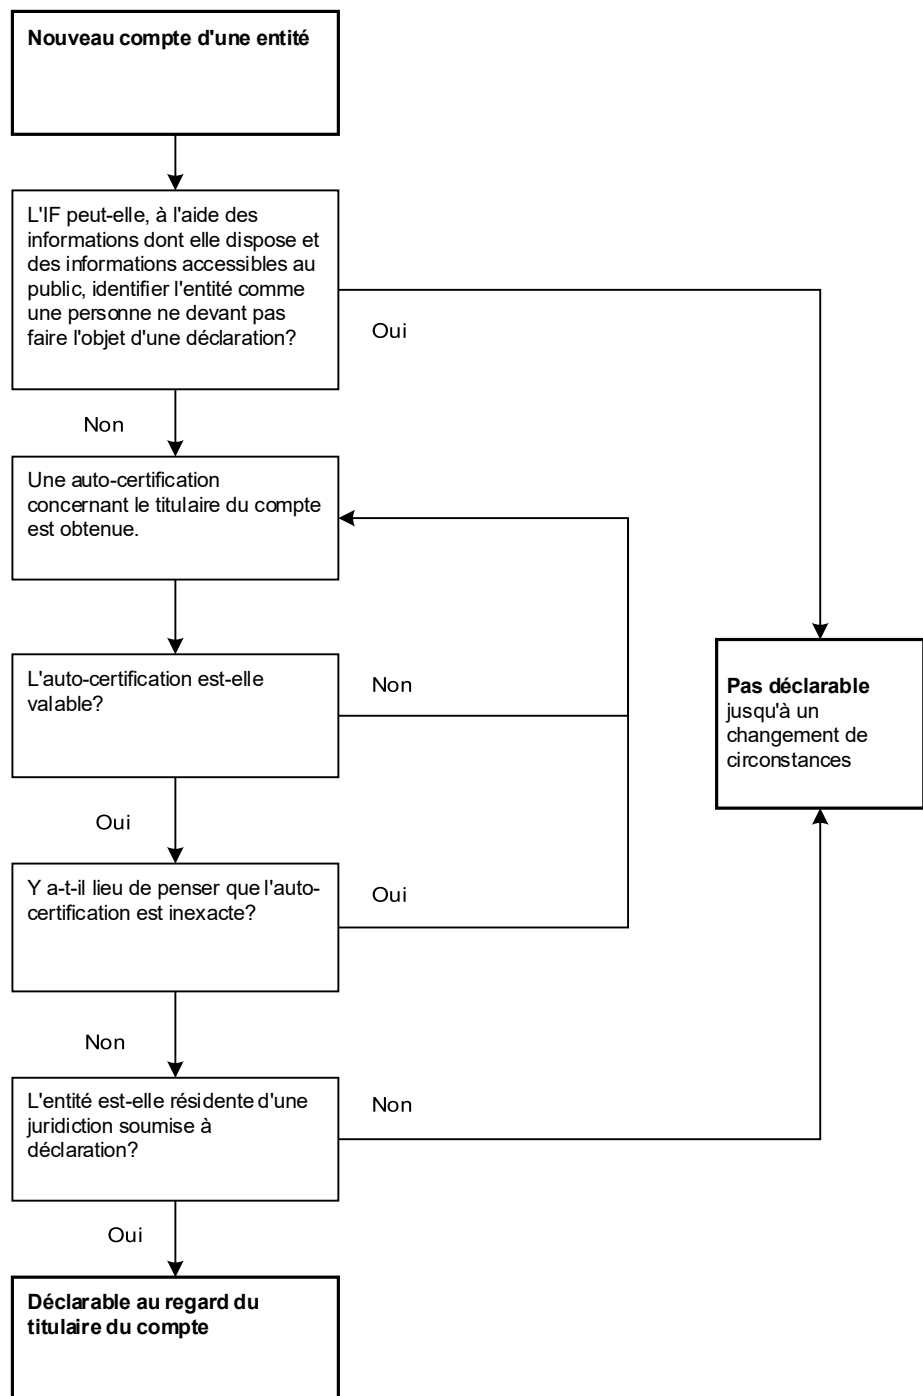 Nouveau compte d'une entité
L'IF peut-elle, à l'aide des
informations dont elle dispose et
des informations accessibles au
public, identifier l'entité comme
une personne ne devant pas
faire l'objet d'une déclaration?
Oui
Non
Une auto-certification
concernant le titulaire du compte
est obtenue.
L'auto-certification est-elle
valable?
Non
Pas déclarable
jusqu'à un
changement de
circonstances
Oui
Y a-t-il lieu de penser que l'auto-
certification est inexacte?
Oui
Non
L'entité est-elle résidente d'une
juridiction soumise à
déclaration?
Non
Oui
Déclarable au regard du
titulaire du compte